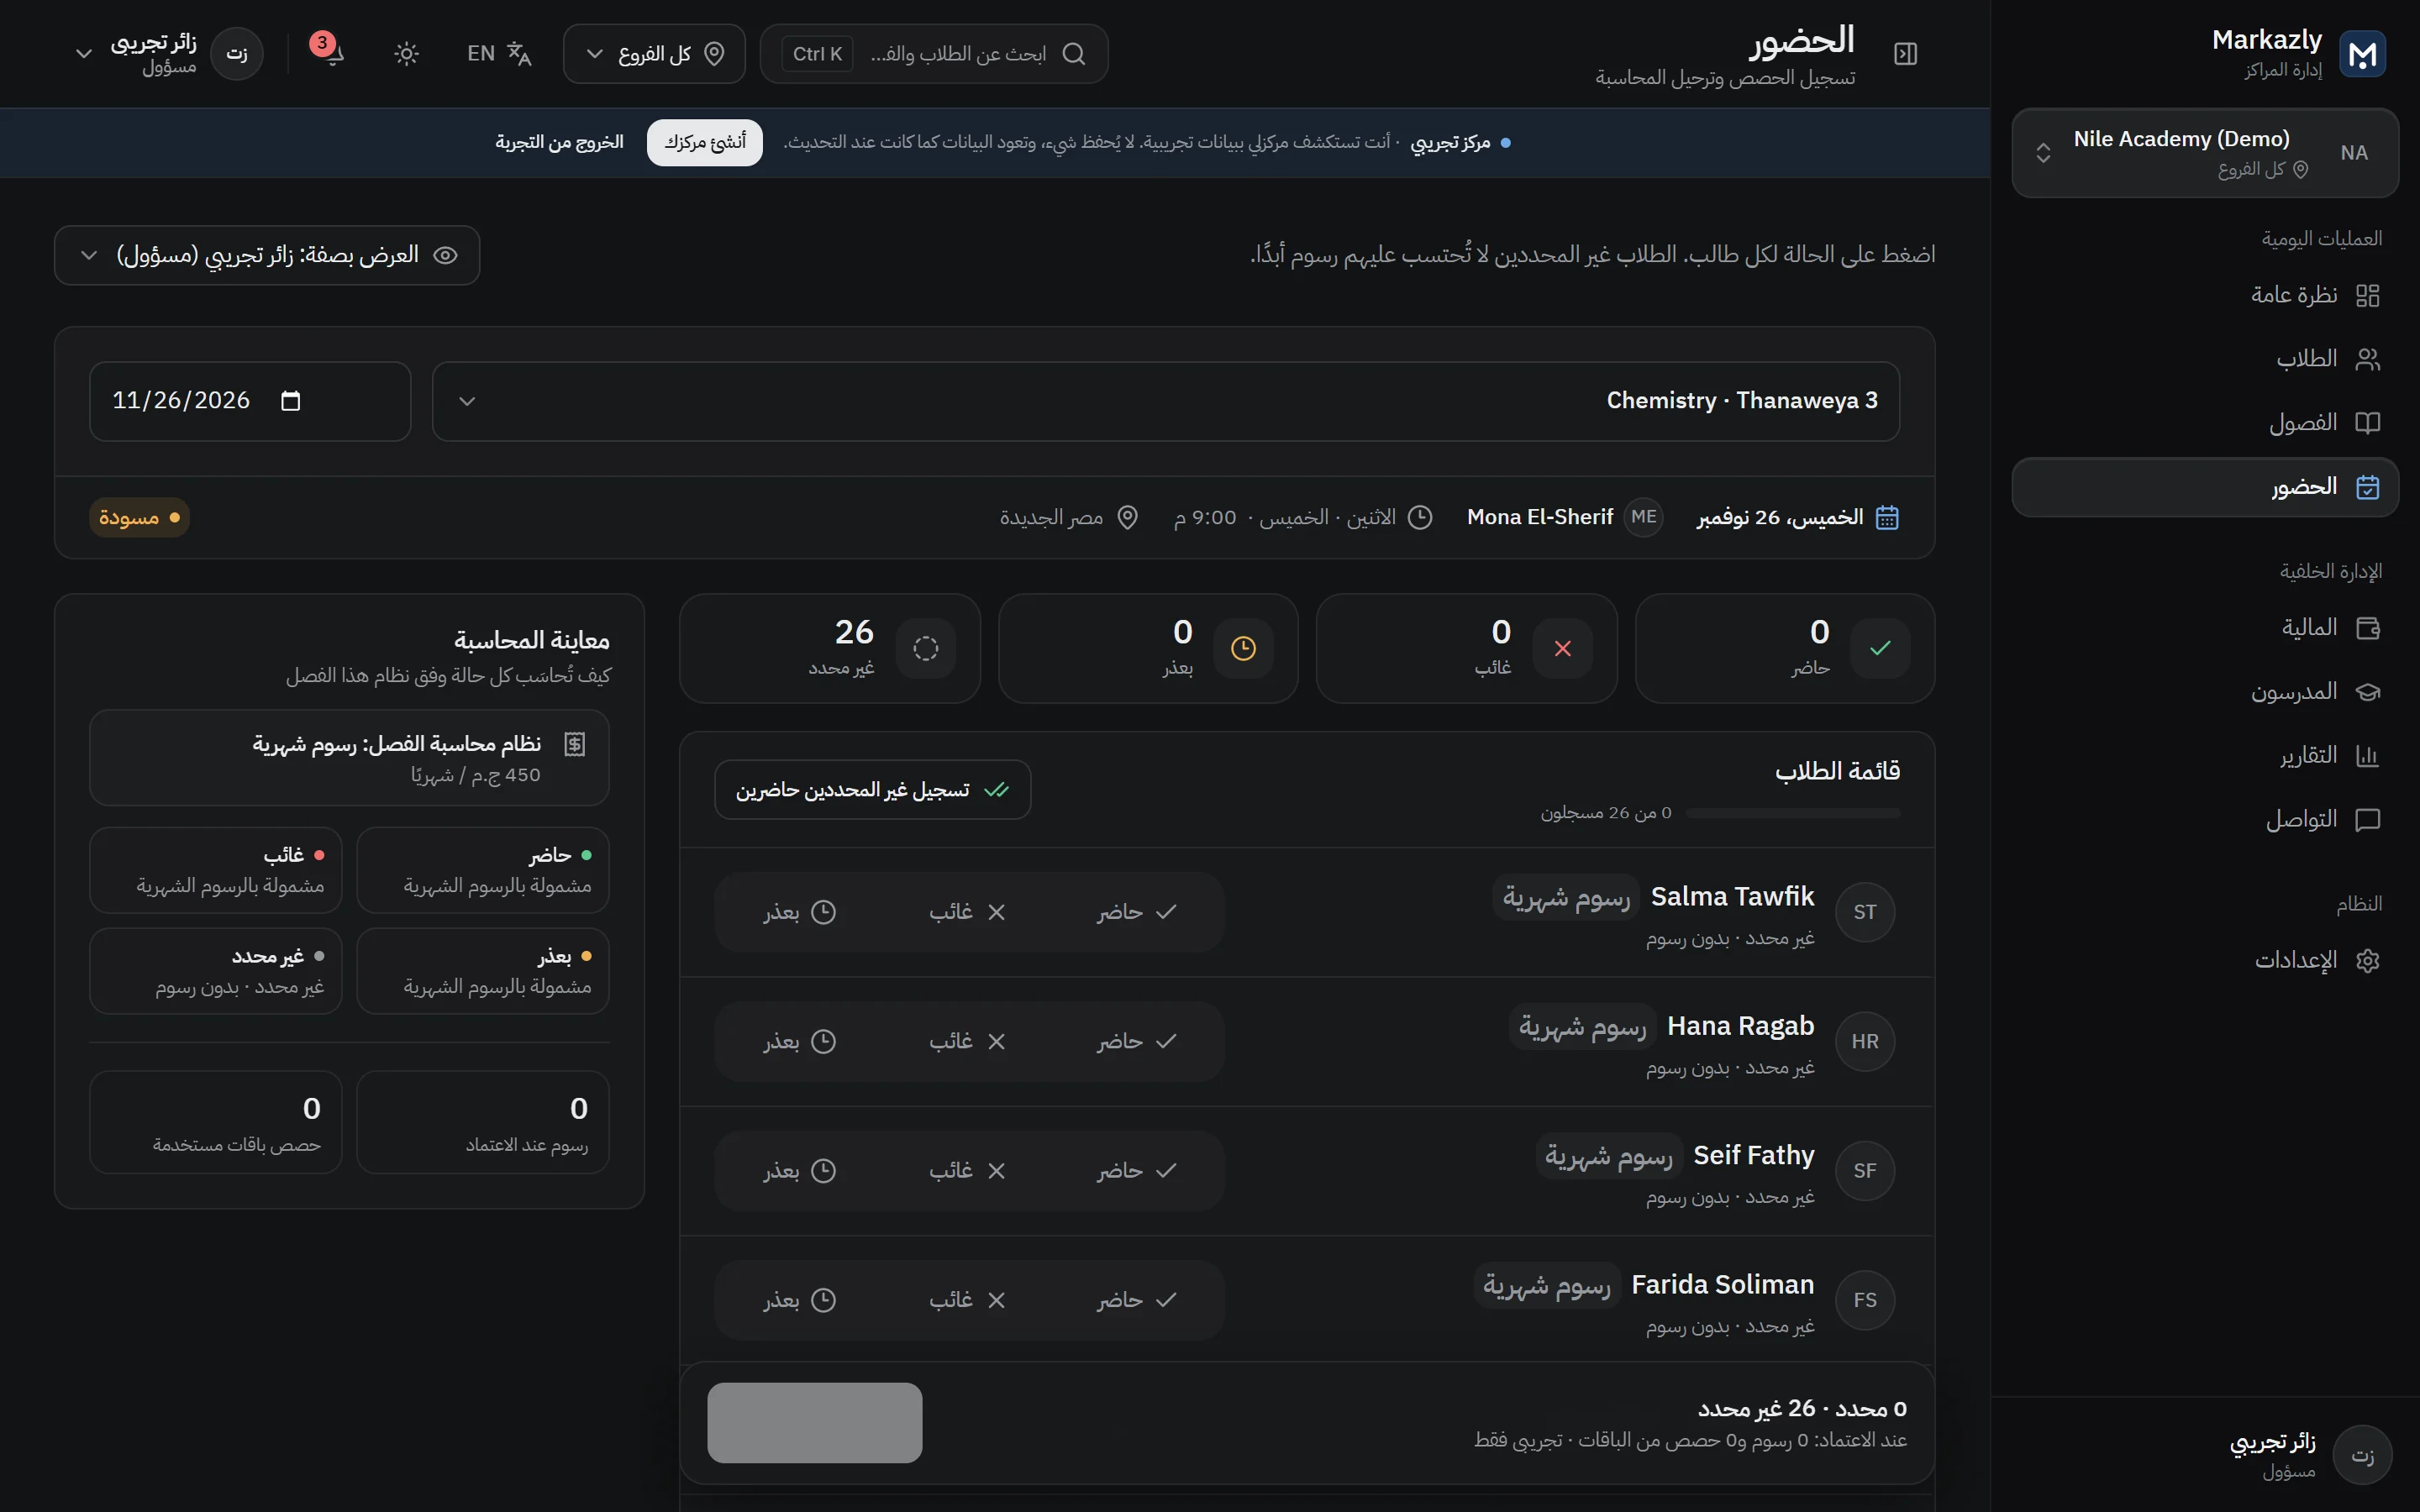 Markazly
إدارة المراكز
NA
Nile Academy (Demo)
كل الفروع
العمليات اليومية
نظرة عامة
الطلاب
الفصول
الحضور
الإدارة الخلفية
المالية
المدرسون
التقارير
التواصل
النظام
الإعدادات
زت
زائر تجريبي
مسؤول
الحضور
تسجيل الحصص وترحيل المحاسبة
ابحث عن الطلاب والفـ...
Ctrl K
كل الفروع
EN
3
زت
زائر تجريبي
مسؤول
مركز تجريبي · أنت تستكشف مركزلي ببيانات تجريبية. لا يُحفظ شيء، وتعود البيانات كما كانت عند التحديث.
أنشئ مركزك
الخروج من التجربة
اضغط على الحالة لكل طالب. الطلاب غير المحددين لا تُحتسب عليهم رسوم أبدًا.
العرض بصفة: زائر تجريبي (مسؤول)
Chemistry · Thanaweya 3
11/26/2026
الخميس، 26 نوفمبر
ME
Mona El-Sherif
الاثنين · الخميس · 9:00 م
مصر الجديدة
مسودة
0
حاضر
0
غائب
0
بعذر
26
غير محدد
قائمة الطلاب
0 من 26 مسجلون
تسجيل غير المحددين حاضرين
ST
Salma Tawfik
رسوم شهرية
غير محدد · بدون رسوم
حاضر
غائب
بعذر
HR
Hana Ragab
رسوم شهرية
غير محدد · بدون رسوم
حاضر
غائب
بعذر
SF
Seif Fathy
رسوم شهرية
غير محدد · بدون رسوم
حاضر
غائب
بعذر
FS
Farida Soliman
رسوم شهرية
غير محدد · بدون رسوم
حاضر
غائب
بعذر
0 محدد · 26 غير محدد
عند الاعتماد: 0 رسوم و0 حصص من الباقات · تجريبي فقط
معاينة المحاسبة
كيف تُحاسَب كل حالة وفق نظام هذا الفصل
نظام محاسبة الفصل: رسوم شهرية
450 ج.م / شهريًا
حاضر
مشمولة بالرسوم الشهرية
غائب
مشمولة بالرسوم الشهرية
بعذر
مشمولة بالرسوم الشهرية
غير محدد
غير محدد · بدون رسوم
0
رسوم عند الاعتماد
0
حصص باقات مستخدمة